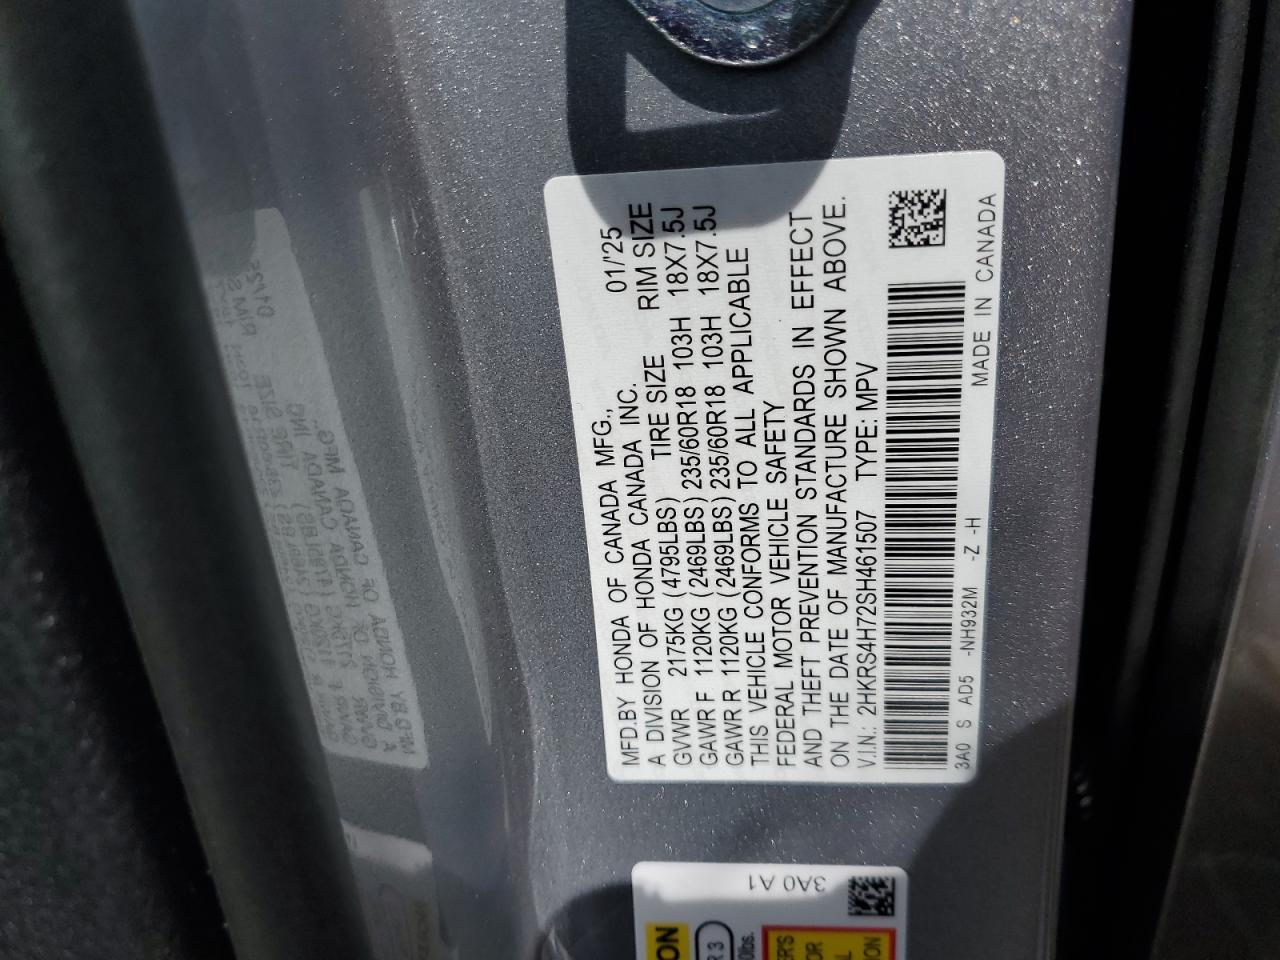 MFD.BY HONDA OF CANADA MFG., 01/'25
A DIVISION OF HONDA CANADA INC.
TIRE SIZE RIM SIZE
GVWR 2175KG (4795LBS)
GAWR F 1120KG (2469LBS) 235/60R18 103H 18X7.5J
GAWR R 1120KG (2469LBS) 235/60R18 103H 18X7.5J
THIS VEHICLE CONFORMS TO ALL APPLICABLE
FEDERAL MOTOR VEHICLE SAFETY
AND THEFT PREVENTION STANDARDS IN EFFECT
ON THE DATE OF MANUFACTURE SHOWN ABOVE.
V.I.N.: 2HKRS4H72SH461507 TYPE: MPV
3A0 S AD5 -NH932M -Z -H MADE IN CANADA
3A0 A1